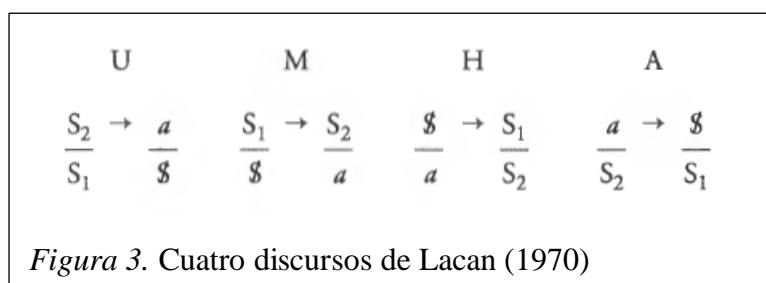 U M H A
S₂ → a S₁ → S₂ $ → S₁ a → $
S₁ $ $ a a S₂ S₂ S₁
Figura 3. Cuatro discursos de Lacan (1970)